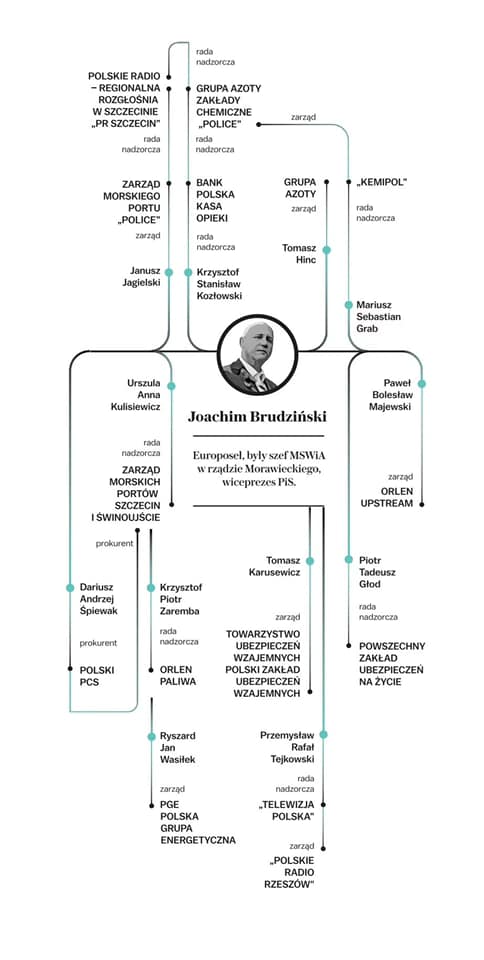 rada
nadzorcza
POLSKIE RADIO
– REGIONALNA
ROZGŁOŚNIA
W SZCZECINIE
„PR SZCZECIN”
GRUPA AZOTY
ZAKŁADY
CHEMICZNE
„POLICE”
zarząd
rada
nadzorcza
rada
nadzorcza
ZARZĄD
MORSKIEGO
PORTU
„POLICE”
BANK
POLSKA
KASA
OPIEKI
GRUPA
AZOTY
„KEMIPOL”
zarząd
rada
nadzorcza
zarząd
rada
nadzorcza
Tomasz
Hinc
Janusz
Jagielski
Krzysztof
Stanisław
Kozłowski
Mariusz
Sebastian
Grab
Urszula
Anna
Kulisiewicz
Paweł
Bolesław
Majewski
Joachim Brudziński
Europoseł, były szef MSWiA
w rządzie Morawieckiego,
wiceprezes PiS.
rada
nadzorcza
ZARZĄD
MORSKICH
PORTÓW
SZCZECIN
I ŚWINOUJŚCIE
zarząd
ORLEN
UPSTREAM
prokurent
Tomasz
Karusewicz
Piotr
Tadeusz
Głod
Dariusz
Andrzej
Śpiewak
Krzysztof
Piotr
Zaremba
zarząd
rada
nadzorcza
prokurent
rada
nadzorcza
TOWARZYSTWO
UBEZPIECZEŃ
WZAJEMNYCH
POLSKI ZAKŁAD
UBEZPIECZEŃ
WZAJEMNYCH
POWSZECHNY
ZAKŁAD
UBEZPIECZEŃ
NA ŻYCIE
POLSKI
PCS
ORLEN
PALIWA
Ryszard
Jan
Wasiłek
Przemysław
Rafał
Tejkowski
zarząd
rada
nadzorcza
PGE
POLSKA
GRUPA
ENERGETYCZNA
„TELEWIZJA
POLSKA”
zarząd
„POLSKIE
RADIO
RZESZÓW”